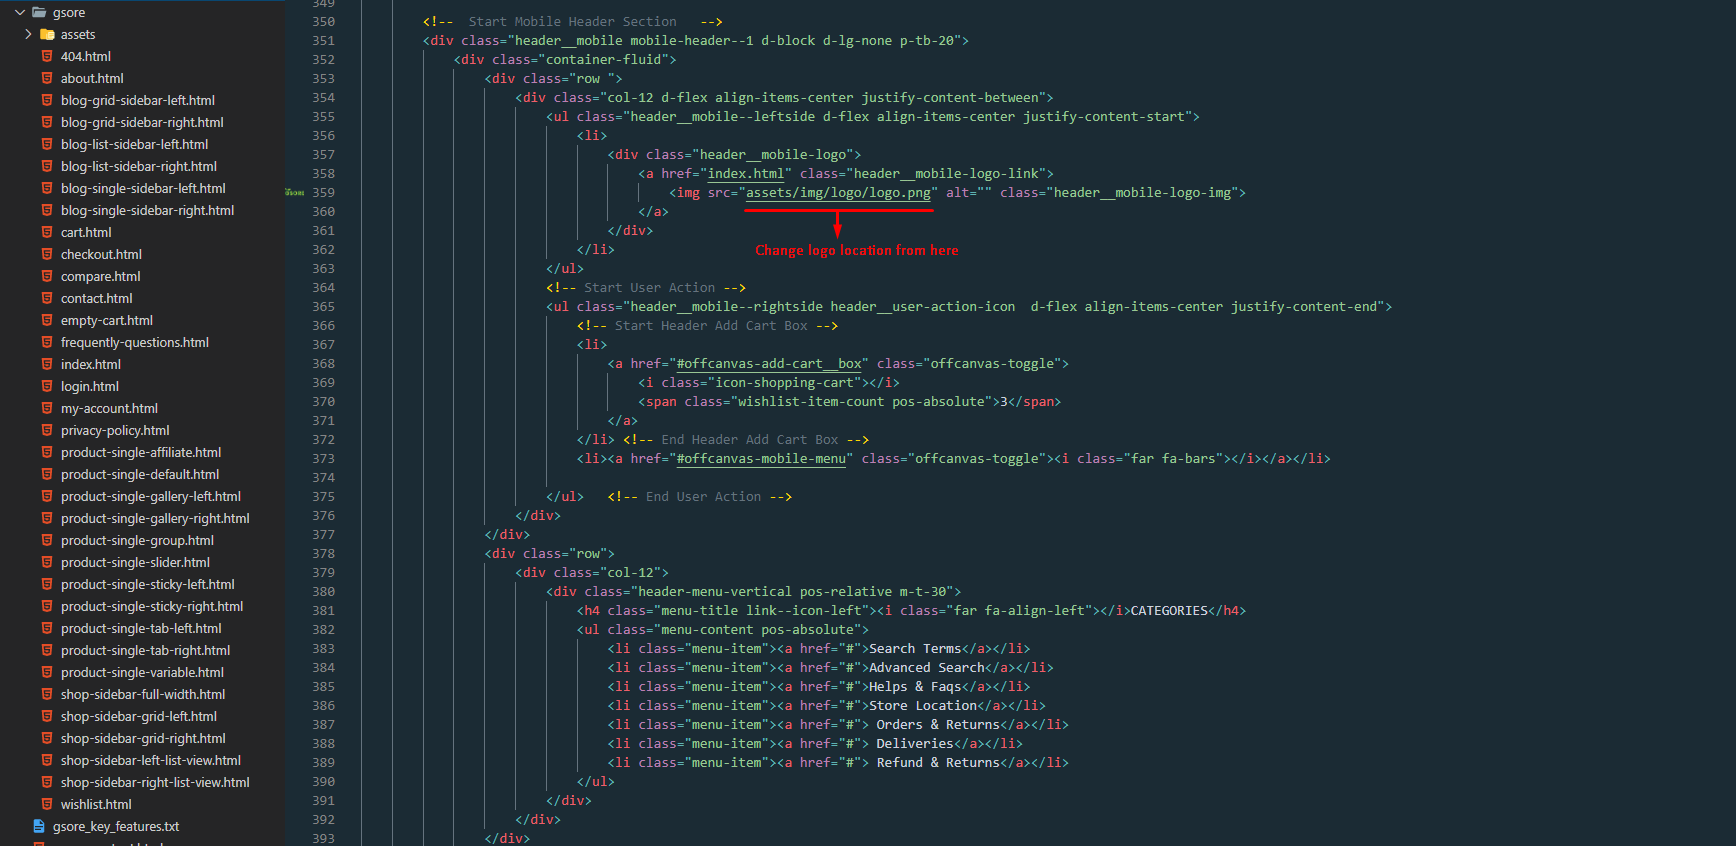 gsore
assets
404.html
about.html
blog-grid-sidebar-left.html
blog-grid-sidebar-right.html
blog-list-sidebar-left.html
blog-list-sidebar-right.html
blog-single-sidebar-left.html
blog-single-sidebar-right.html
cart.html
checkout.html
compare.html
contact.html
empty-cart.html
frequently-questions.html
index.html
login.html
my-account.html
privacy-policy.html
product-single-affiliate.html
product-single-default.html
product-single-gallery-left.html
product-single-gallery-right.html
product-single-group.html
product-single-slider.html
product-single-sticky-left.html
product-single-sticky-right.html
product-single-tab-left.html
product-single-tab-right.html
product-single-variable.html
shop-sidebar-full-width.html
shop-sidebar-grid-left.html
shop-sidebar-grid-right.html
shop-sidebar-left-list-view.html
shop-sidebar-right-list-view.html
wishlist.html
gsore_key_features.txt
349
350 <!--  Start Mobile Header Section   -->
351 <div class="header__mobile mobile-header--1 d-block d-lg-none p-tb-20">
352 <div class="container-fluid">
353 <div class="row ">
354 <div class="col-12 d-flex align-items-center justify-content-between">
355 <ul class="header__mobile--leftside d-flex align-items-center justify-content-start">
356 <li>
357 <div class="header__mobile-logo">
358 <a href="index.html" class="header__mobile-logo-link">
GSORE 359 <img src="assets/img/logo/logo.png" alt="" class="header__mobile-logo-img">
360 </a>
361 </div>
Change logo location from here
362 </li>
363 </ul>
364 <!-- Start User Action -->
365 <ul class="header__mobile--rightside header__user-action-icon  d-flex align-items-center justify-content-end">
366 <!-- Start Header Add Cart Box -->
367 <li>
368 <a href="#offcanvas-add-cart__box" class="offcanvas-toggle">
369 <i class="icon-shopping-cart"></i>
370 <span class="wishlist-item-count pos-absolute">3</span>
371 </a>
372 </li> <!-- End Header Add Cart Box -->
373 <li><a href="#offcanvas-mobile-menu" class="offcanvas-toggle"><i class="far fa-bars"></i></a></li>
374
375 </ul>   <!-- End User Action -->
376 </div>
377 </div>
378 <div class="row">
379 <div class="col-12">
380 <div class="header-menu-vertical pos-relative m-t-30">
381 <h4 class="menu-title link--icon-left"><i class="far fa-align-left"></i>CATEGORIES</h4>
382 <ul class="menu-content pos-absolute">
383 <li class="menu-item"><a href="#">Search Terms</a></li>
384 <li class="menu-item"><a href="#">Advanced Search</a></li>
385 <li class="menu-item"><a href="#">Helps & Faqs</a></li>
386 <li class="menu-item"><a href="#">Store Location</a></li>
387 <li class="menu-item"><a href="#"> Orders & Returns</a></li>
388 <li class="menu-item"><a href="#"> Deliveries</a></li>
389 <li class="menu-item"><a href="#"> Refund & Returns</a></li>
390 </ul>
391 </div>
392 </div>
393 </div>